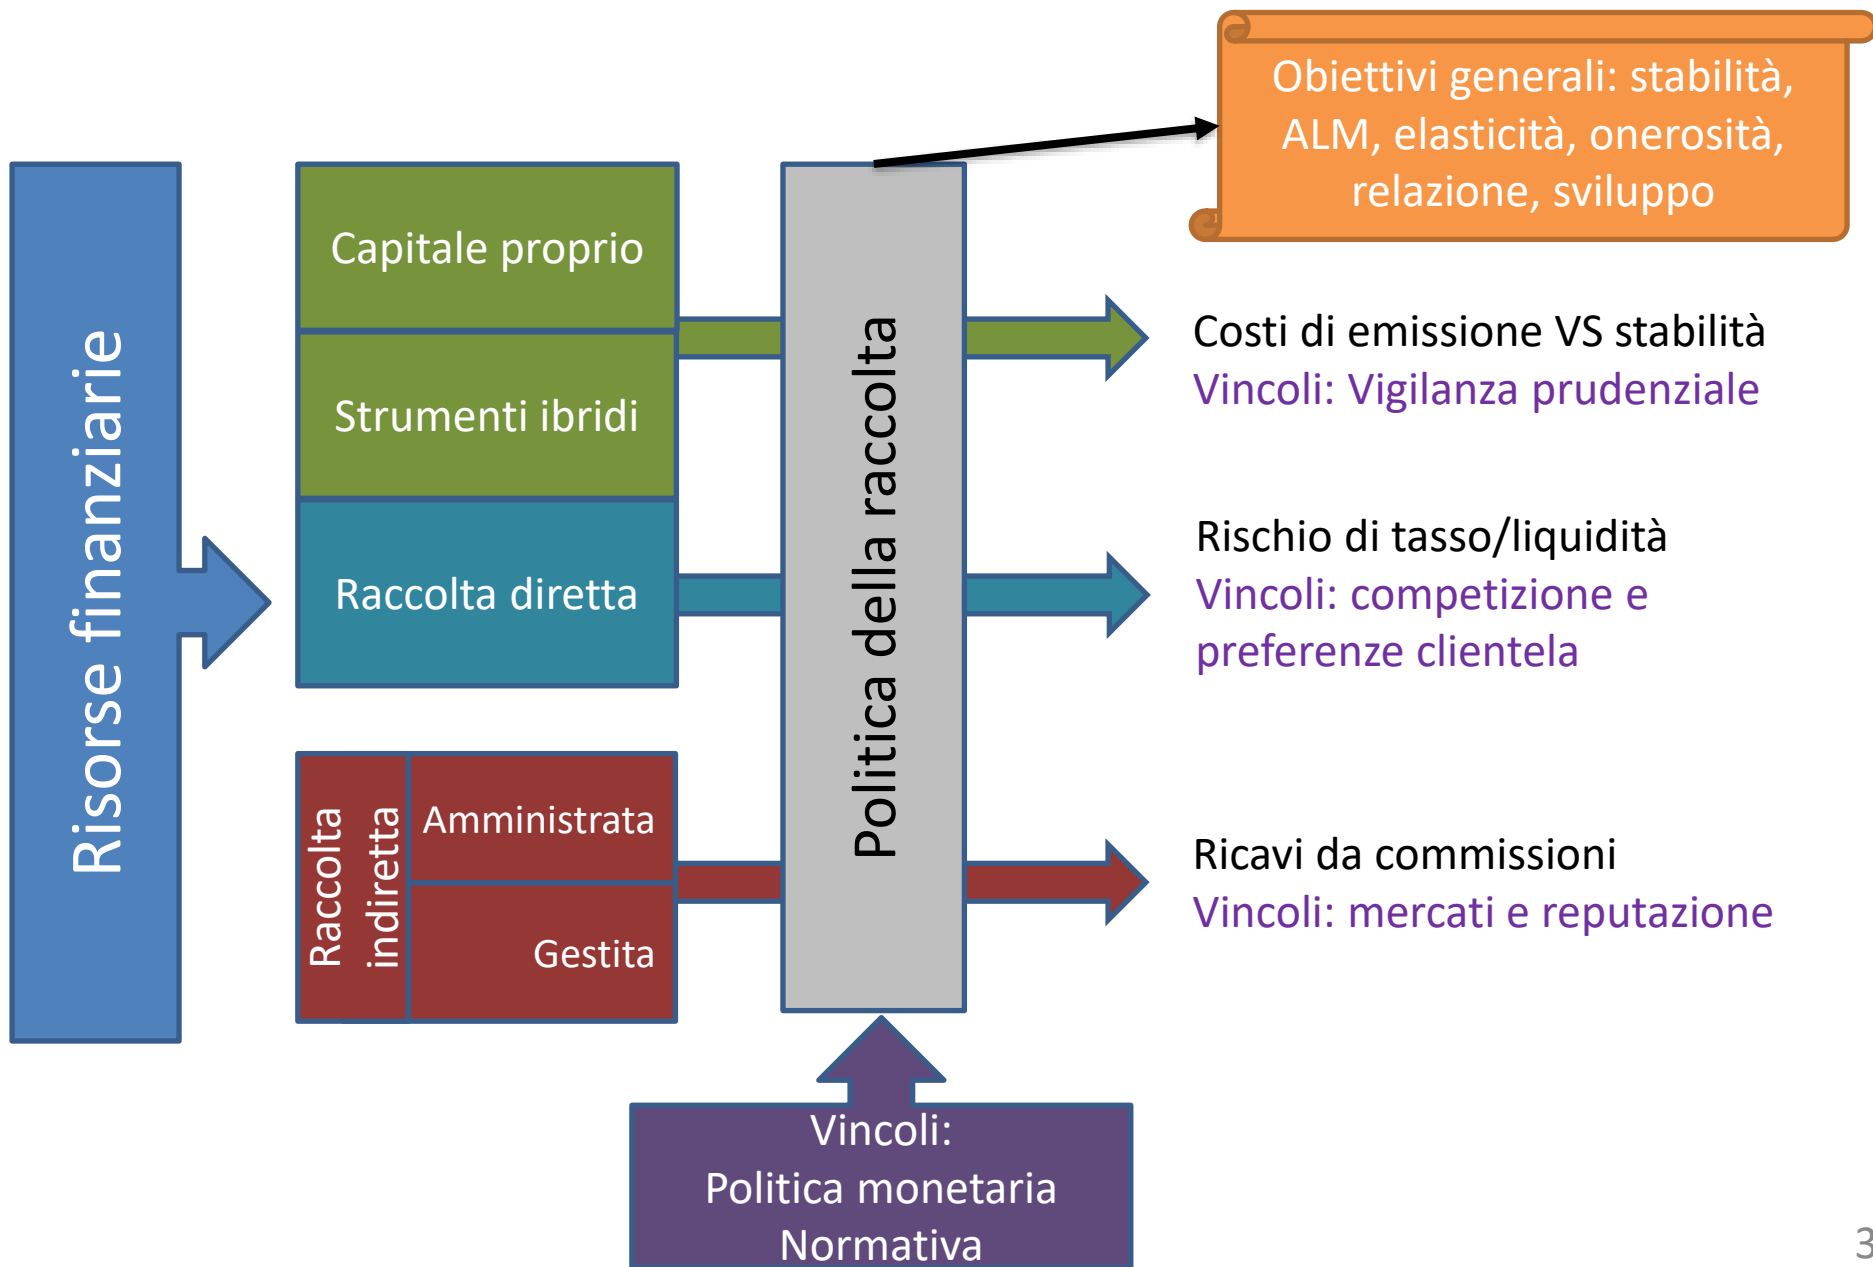 Obiettivi generali: stabilità,
ALM, elasticità, onerosità,
relazione, sviluppo
Risorse finanziarie
Capitale proprio
Strumenti ibridi
Raccolta diretta
Raccolta
indiretta
Amministrata
Gestita
Politica della raccolta
Costi di emissione VS stabilità
Vincoli: Vigilanza prudenziale
Rischio di tasso/liquidità
Vincoli: competizione e
preferenze clientela
Ricavi da commissioni
Vincoli: mercati e reputazione
Vincoli:
Politica monetaria
Normativa
3